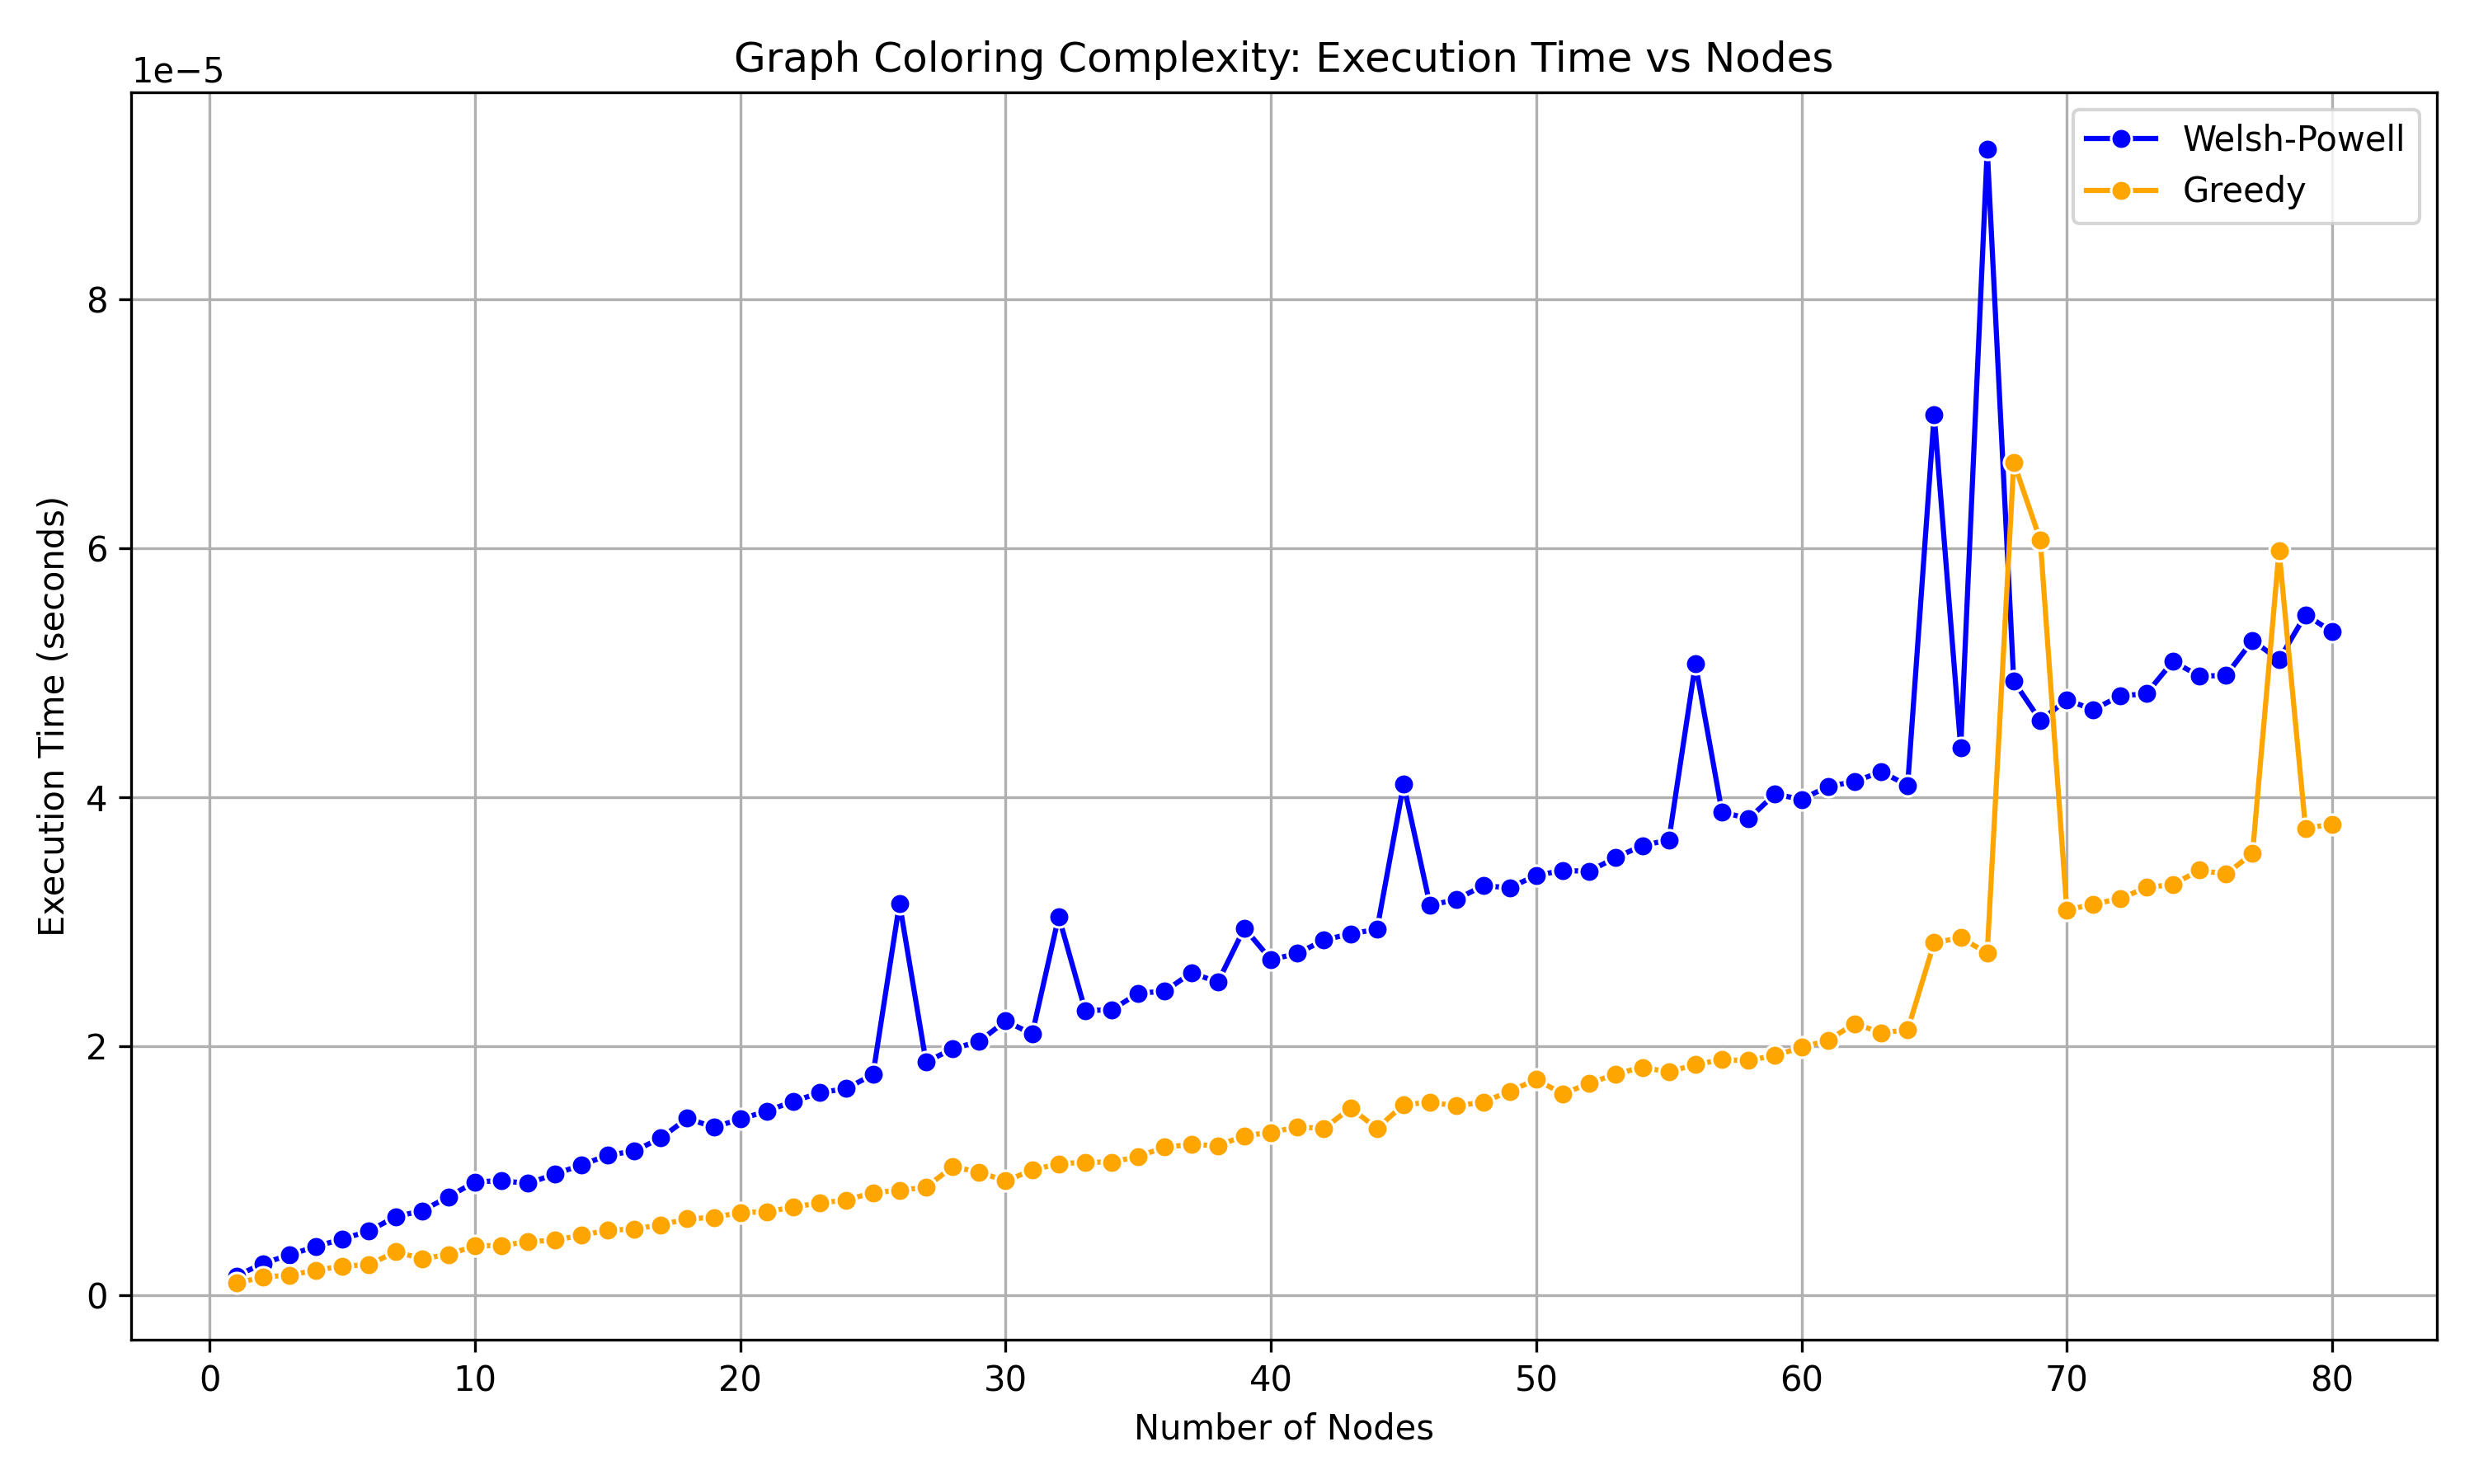 Graph Coloring Complexity: Execution Time vs Nodes
1e−5
Welsh-Powell
Greedy
8
6
4
2
0
Execution Time (seconds)
0 10 20 30 40 50 60 70 80
Number of Nodes